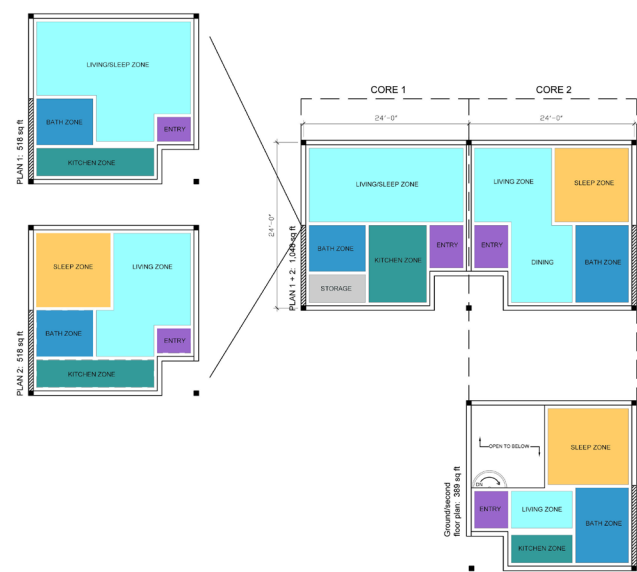 LIVING/SLEEP ZONE
BATH ZONE
ENTRY
KITCHEN ZONE
PLAN 1: 518 sq ft
SLEEP ZONE
LIVING ZONE
BATH ZONE
ENTRY
KITCHEN ZONE
PLAN 2: 518 sq ft
CORE 1
CORE 2
24'-0"
24'-0"
24'-0"
LIVING/SLEEP ZONE
LIVING ZONE
SLEEP ZONE
BATH ZONE
KITCHEN ZONE
ENTRY
ENTRY
DINING
BATH ZONE
STORAGE
PLAN 1 + 2: 1,046 sq ft
OPEN TO BELOW
SLEEP ZONE
DN
ENTRY
LIVING ZONE
BATH ZONE
KITCHEN ZONE
Ground/second
floor plan: 389 sq ft